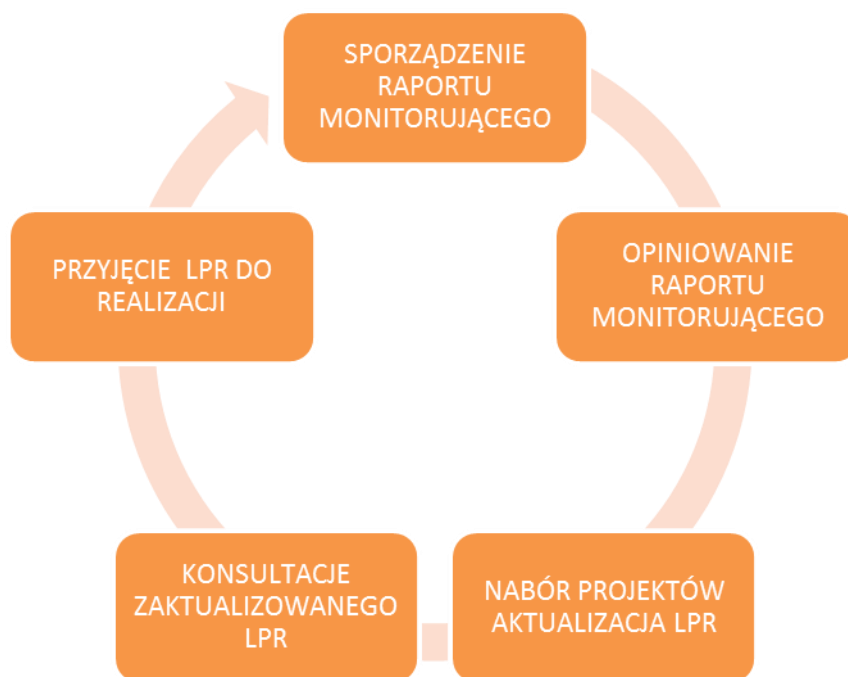 SPORZĄDZENIE
RAPORTU
MONITORUJĄCEGO
OPINIOWANIE
RAPORTU
MONITORUJĄCEGO
NABÓR PROJEKTÓW
AKTUALIZACJA LPR
KONSULTACJE
ZAKTUALIZOWANEGO
LPR
PRZYJĘCIE LPR DO
REALIZACJI